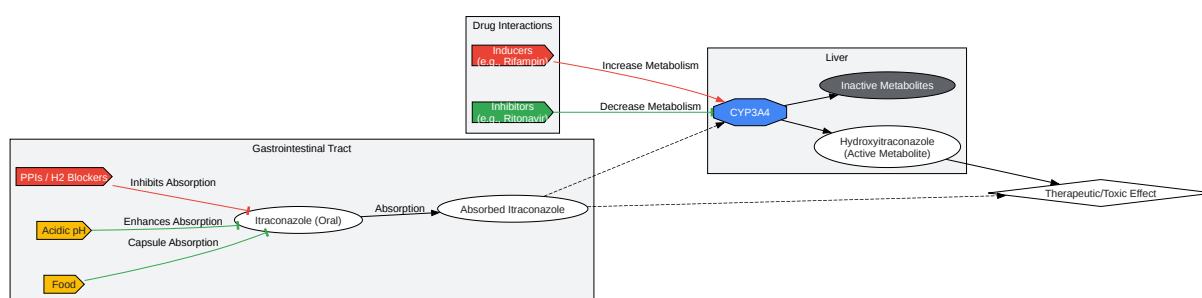 Drug Interactions
Inducers
(e.g., Rifampin)
Inhibitors
(e.g., Ritonavir)
Increase Metabolism
Decrease Metabolism
Liver
CYP3A4
Inactive Metabolites
Hydroxyitraconazole
(Active Metabolite)
Gastrointestinal Tract
PPIs / H2 Blockers
Inhibits Absorption
Acidic pH
Enhances Absorption
Capsule Absorption
Food
Itraconazole (Oral)
Absorption
Absorbed Itraconazole
Therapeutic/Toxic Effect